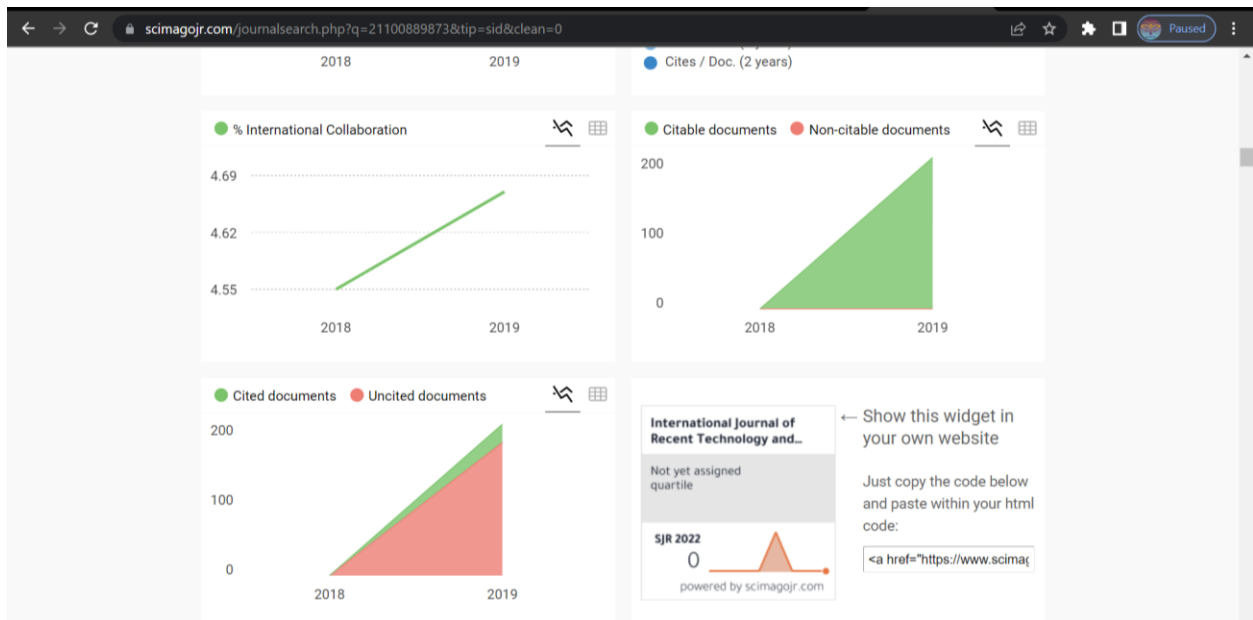 scimagojr.com/journalsearch.php?q=21100889873&tip=sid&clean=0
Paused
2018 2019
Cites / Doc. (2 years)
% International Collaboration
4.69
4.62
4.55
2018 2019
Citable documents Non-citable documents
200
100
0
2018 2019
Cited documents Uncited documents
200
100
0
2018 2019
International Journal of
Recent Technology and...
Not yet assigned
quartile
SJR 2022
0
powered by scimagojr.com
← Show this widget in
your own website
Just copy the code below
and paste within your html
code:
<a href="https://www.scimag